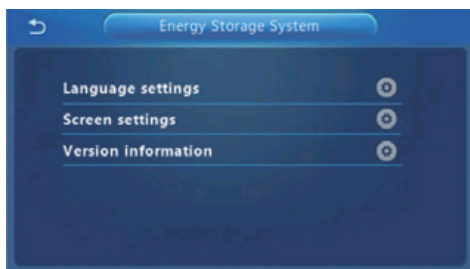 Energy Storage System
Language settings
Screen settings
Version information